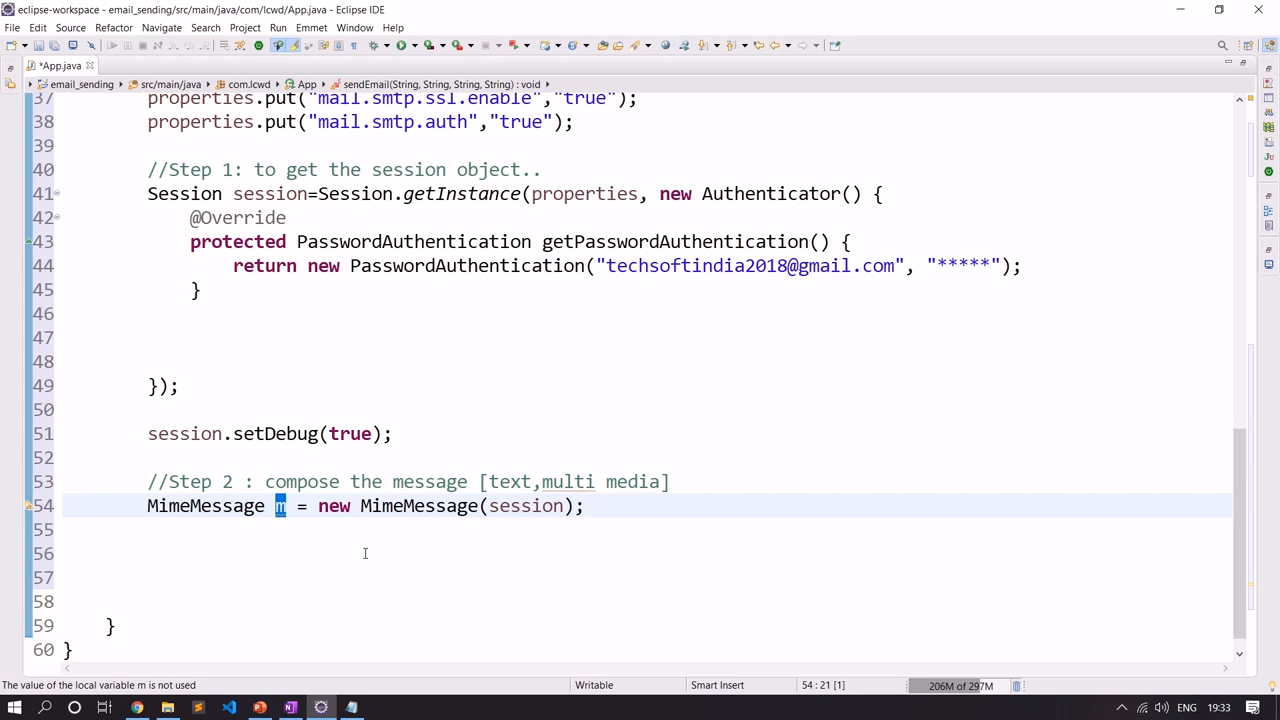 eclipse-workspace - email_sending/src/main/java/com/lcwd/App.java - Eclipse IDE
File Edit Source Refactor Navigate Search Project Run Emmet Window Help
*App.java
email_sending src/main/java com.lcwd App sendEmail(String, String, String, String) : void
37 properties.put("mail.smtp.ssl.enable","true");
38 properties.put("mail.smtp.auth","true");
39
40 //Step 1: to get the session object..
41 Session session=Session.getInstance(properties, new Authenticator() {
42 @Override
43 protected PasswordAuthentication getPasswordAuthentication() {
44 return new PasswordAuthentication("techsoftindia2018@gmail.com", "*****");
45 }
46
47
48
49 });
50
51 session.setDebug(true);
52
53 //Step 2 : compose the message [text,multi media]
54 MimeMessage m = new MimeMessage(session);
55
56
57
58
59 }
60 }
The value of the local variable m is not used Writable Smart Insert 54 : 21 [1] 206M of 297M
ENG 19:33